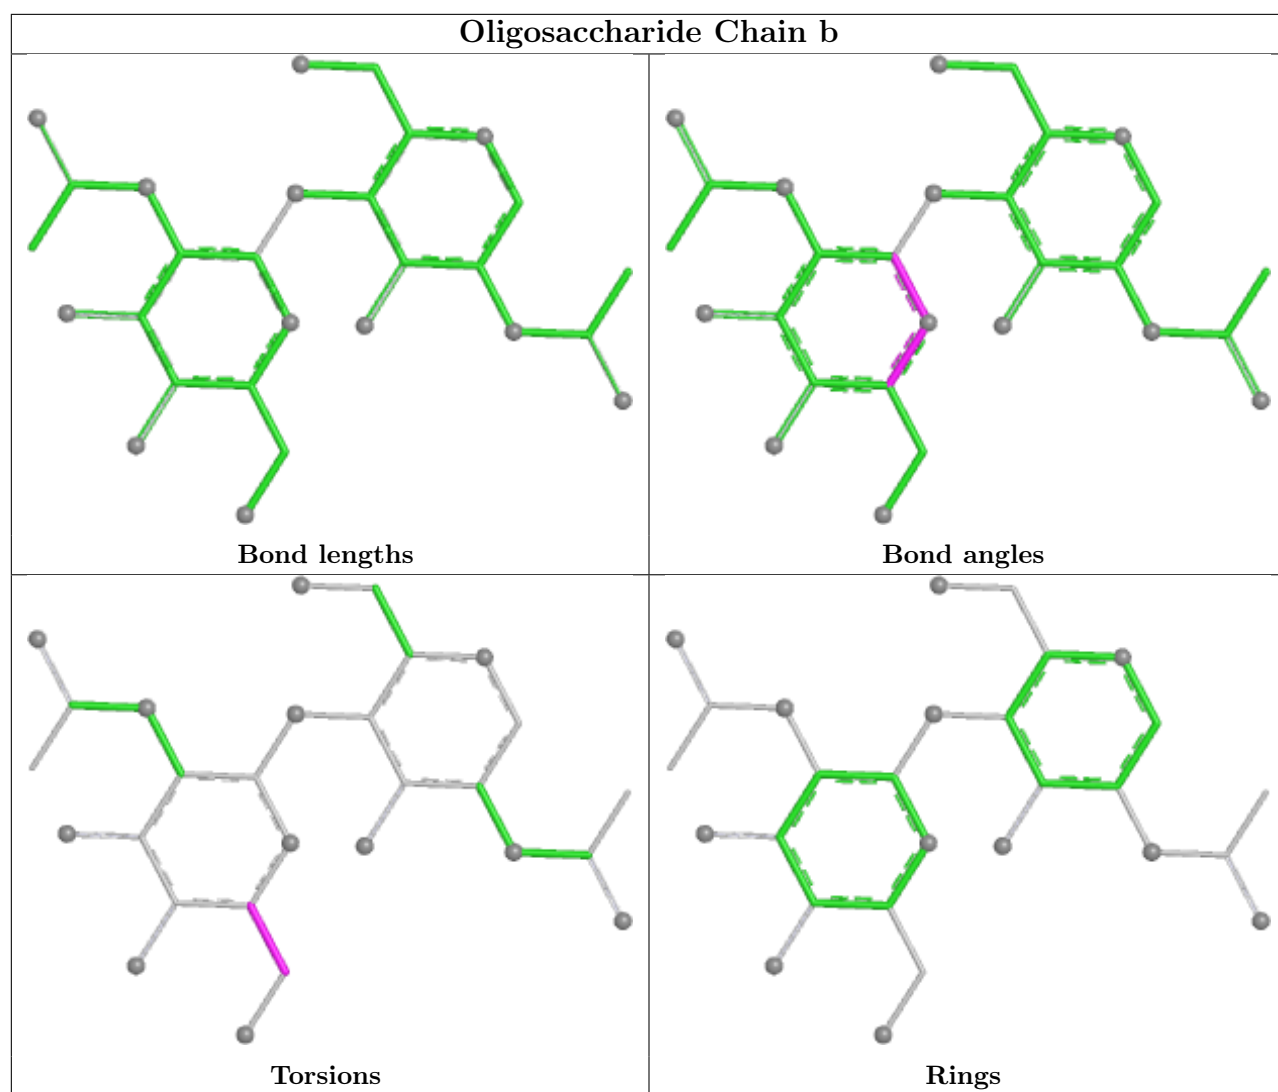 Oligosaccharide Chain b
Bond lengths
Bond angles
Torsions
Rings